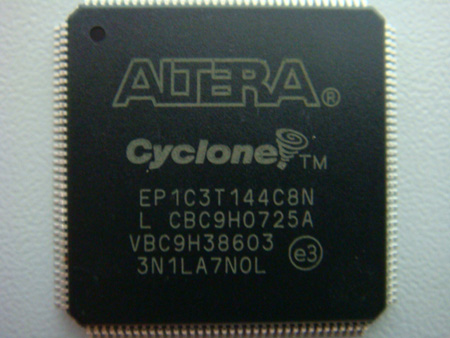 ALTERA®
Cyclone™
EP1C3T144C8N
L CBC9H0725A
VBC9H38603
3N1LA7N0L
e3